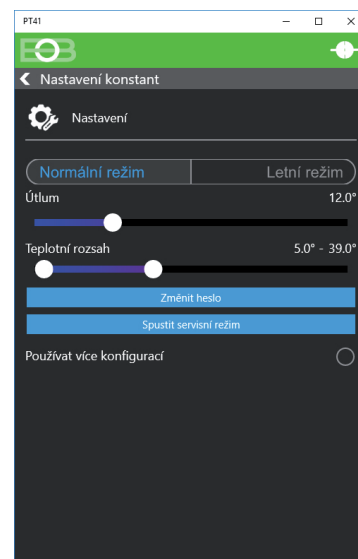 PT41
EOB
Nastavení konstant
Nastavení
Normální režim Letní režim
Útlum 12.0°
Teplotní rozsah 5.0° - 39.0°
Změnit heslo
Spustit servisní režim
Používat více konfigurací